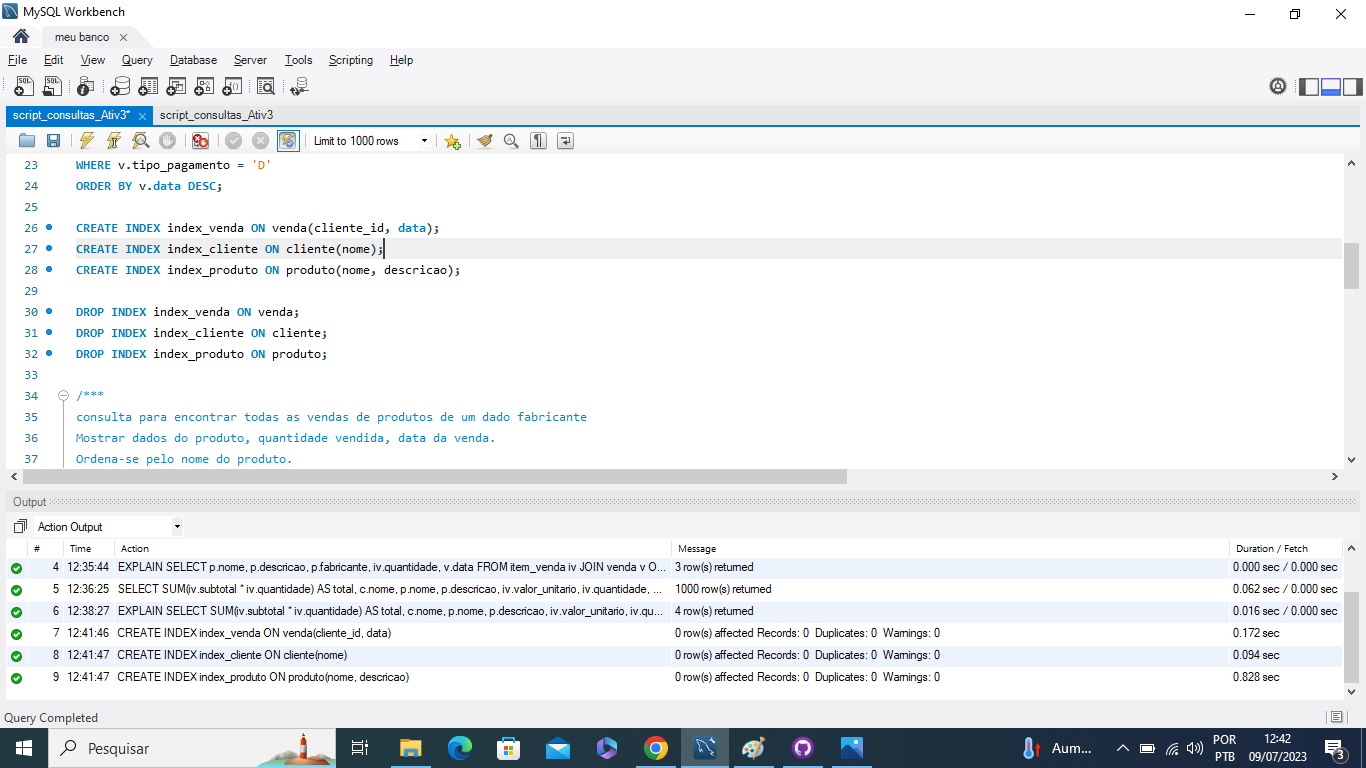 MySQL Workbench
meu banco
File Edit View Query Database Server Tools Scripting Help
script_consultas_Ativ3* script_consultas_Ativ3
Limit to 1000 rows
23 WHERE v.tipo_pagamento = 'D'
24 ORDER BY v.data DESC;
25
26 CREATE INDEX index_venda ON venda(cliente_id, data);
27 CREATE INDEX index_cliente ON cliente(nome);
28 CREATE INDEX index_produto ON produto(nome, descricao);
29
30 DROP INDEX index_venda ON venda;
31 DROP INDEX index_cliente ON cliente;
32 DROP INDEX index_produto ON produto;
33
34 /***
35 consulta para encontrar todas as vendas de produtos de um dado fabricante
36 Mostrar dados do produto, quantidade vendida, data da venda.
37 Ordena-se pelo nome do produto.
Output
Action Output
# Time Action Message Duration / Fetch
4 12:35:44 EXPLAIN SELECT p.nome, p.descricao, p.fabricante, iv.quantidade, v.data FROM item_venda iv JOIN venda v O... 3 row(s) returned 0.000 sec / 0.000 sec
5 12:36:25 SELECT SUM(iv.subtotal * iv.quantidade) AS total, c.nome, p.nome, p.descricao, iv.valor_unitario, iv.quantidade, ... 1000 row(s) returned 0.062 sec / 0.000 sec
6 12:38:27 EXPLAIN SELECT SUM(iv.subtotal * iv.quantidade) AS total, c.nome, p.nome, p.descricao, iv.valor_unitario, iv.qu... 4 row(s) returned 0.016 sec / 0.000 sec
7 12:41:46 CREATE INDEX index_venda ON venda(cliente_id, data) 0 row(s) affected Records: 0 Duplicates: 0 Warnings: 0 0.172 sec
8 12:41:47 CREATE INDEX index_cliente ON cliente(nome) 0 row(s) affected Records: 0 Duplicates: 0 Warnings: 0 0.094 sec
9 12:41:47 CREATE INDEX index_produto ON produto(nome, descricao) 0 row(s) affected Records: 0 Duplicates: 0 Warnings: 0 0.828 sec
Query Completed
Pesquisar
Aum...
POR
PTB
12:42
09/07/2023
3